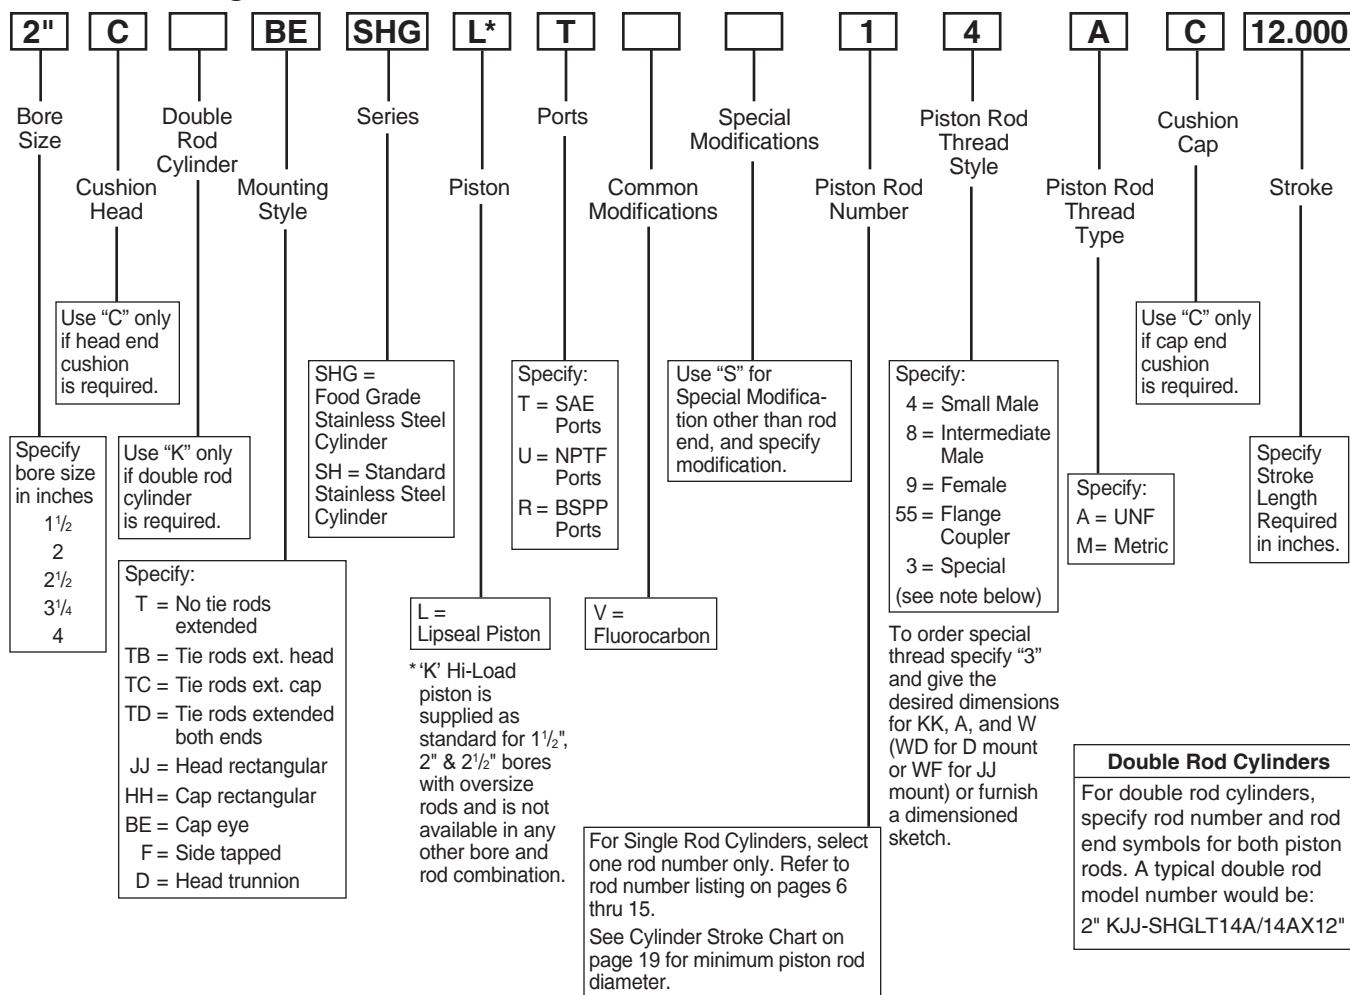 2" C BE SHG L* T 1 4 A C 12.000
Bore
Size
Cushion
Head
Double
Rod
Cylinder
Mounting
Style
Series
Piston
Ports
Common
Modifications
Special
Modifications
Piston Rod
Number
Piston Rod
Thread
Style
Piston Rod
Thread
Type
Cushion
Cap
Stroke
Use “C” only
if head end
cushion
is required.
Specify
bore size
in inches
1 1/2
2
2 1/2
3 1/4
4
Use “K” only
if double rod
cylinder
is required.
Specify:
T = No tie rods
extended
TB = Tie rods ext. head
TC = Tie rods ext. cap
TD = Tie rods extended
both ends
JJ = Head rectangular
HH = Cap rectangular
BE = Cap eye
F = Side tapped
D = Head trunnion
SHG =
Food Grade
Stainless Steel
Cylinder
SH = Standard
Stainless Steel
Cylinder
L =
Lipseal Piston
* ‘K’ Hi-Load
piston is
supplied as
standard for 1 1/2",
2" & 2 1/2" bores
with oversize
rods and is not
available in any
other bore and
rod combination.
Specify:
T = SAE
Ports
U = NPTF
Ports
R = BSPP
Ports
V =
Fluorocarbon
Use “S” for
Special Modifica-
tion other than rod
end, and specify
modification.
For Single Rod Cylinders, select
one rod number only. Refer to
rod number listing on pages 6
thru 15.
See Cylinder Stroke Chart on
page 19 for minimum piston rod
diameter.
Specify:
4 = Small Male
8 = Intermediate
Male
9 = Female
55 = Flange
Coupler
3 = Special
(see note below)
To order special
thread specify “3”
and give the
desired dimensions
for KK, A, and W
(WD for D mount
or WF for JJ
mount) or furnish
a dimensioned
sketch.
Specify:
A = UNF
M= Metric
Use “C” only
if cap end
cushion
is required.
Specify
Stroke
Length
Required
in inches.
Double Rod Cylinders
For double rod cylinders,
specify rod number and rod
end symbols for both piston
rods. A typical double rod
model number would be:
2" KJJ-SHGLT14A/14AX12"